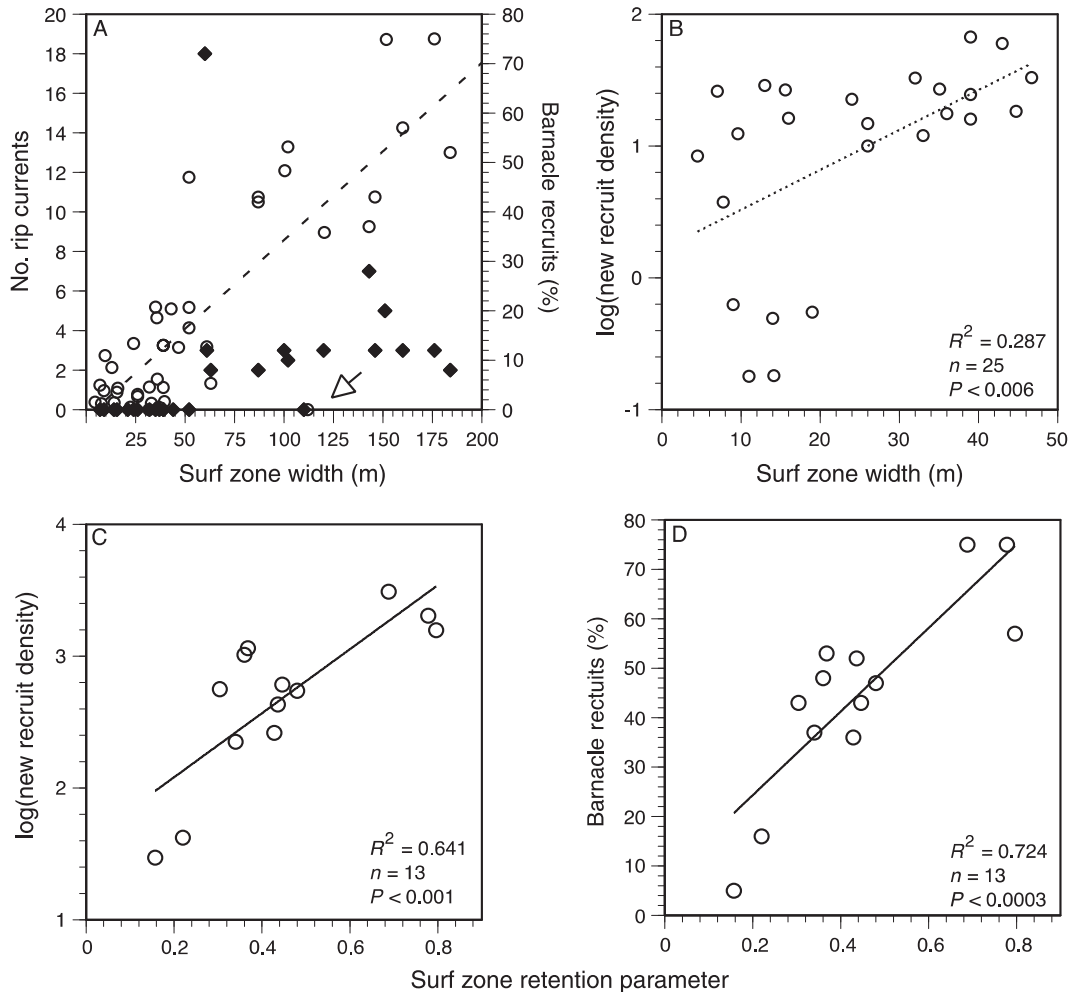 A
No. rip currents
20
18
16
14
12
10
8
6
4
2
0
80
70
60
50
40
30
20
10
0
Barnacle recruits (%)
25 50 75 100 125 150 175 200
Surf zone width (m)
B
log(new recruit density)
2
1
0
-1
R² = 0.287
n = 25
P < 0.006
0 10 20 30 40 50
Surf zone width (m)
C
log(new recruit density)
4
3
2
1
R² = 0.641
n = 13
P < 0.001
0 0.2 0.4 0.6 0.8
D
Barnacle rectuits (%)
80
70
60
50
40
30
20
10
0
R² = 0.724
n = 13
P < 0.0003
0 0.2 0.4 0.6 0.8
Surf zone retention parameter